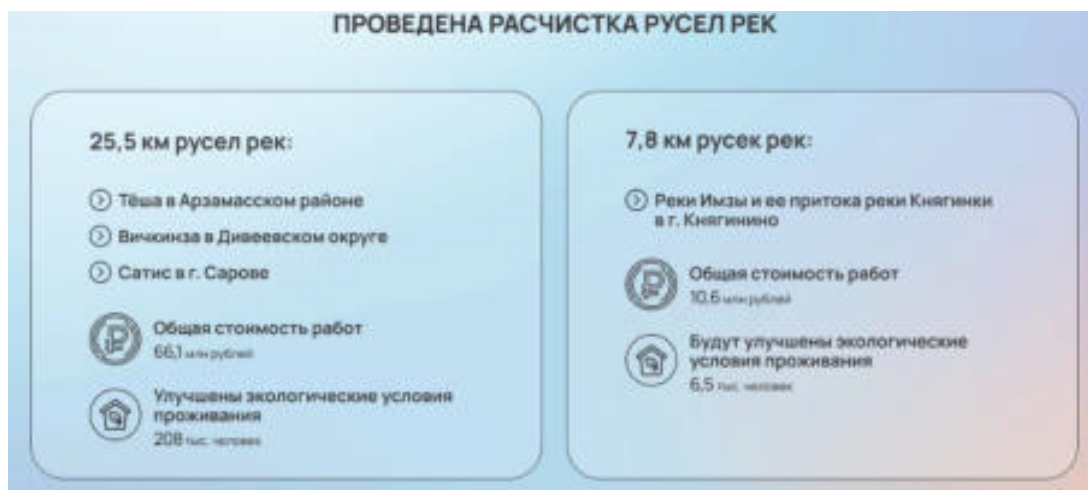 ПРОВЕДЕНА РАСЧИСТКА РУСЕЛ РЕК
25,5 км русел рек:
Тёша в Арзамасском районе
Вичкинза в Дивеевском округе
Сатис в г. Сарове
Общая стоимость работ
66,1 млн рублей
Улучшены экологические условия
проживания
208 тыс. человек
7,8 км русек рек:
Реки Имзы и ее притока реки Княгинки
в г. Княгинино
Общая стоимость работ
10,6 млн рублей
Будут улучшены экологические
условия проживания
6,5 тыс. человек